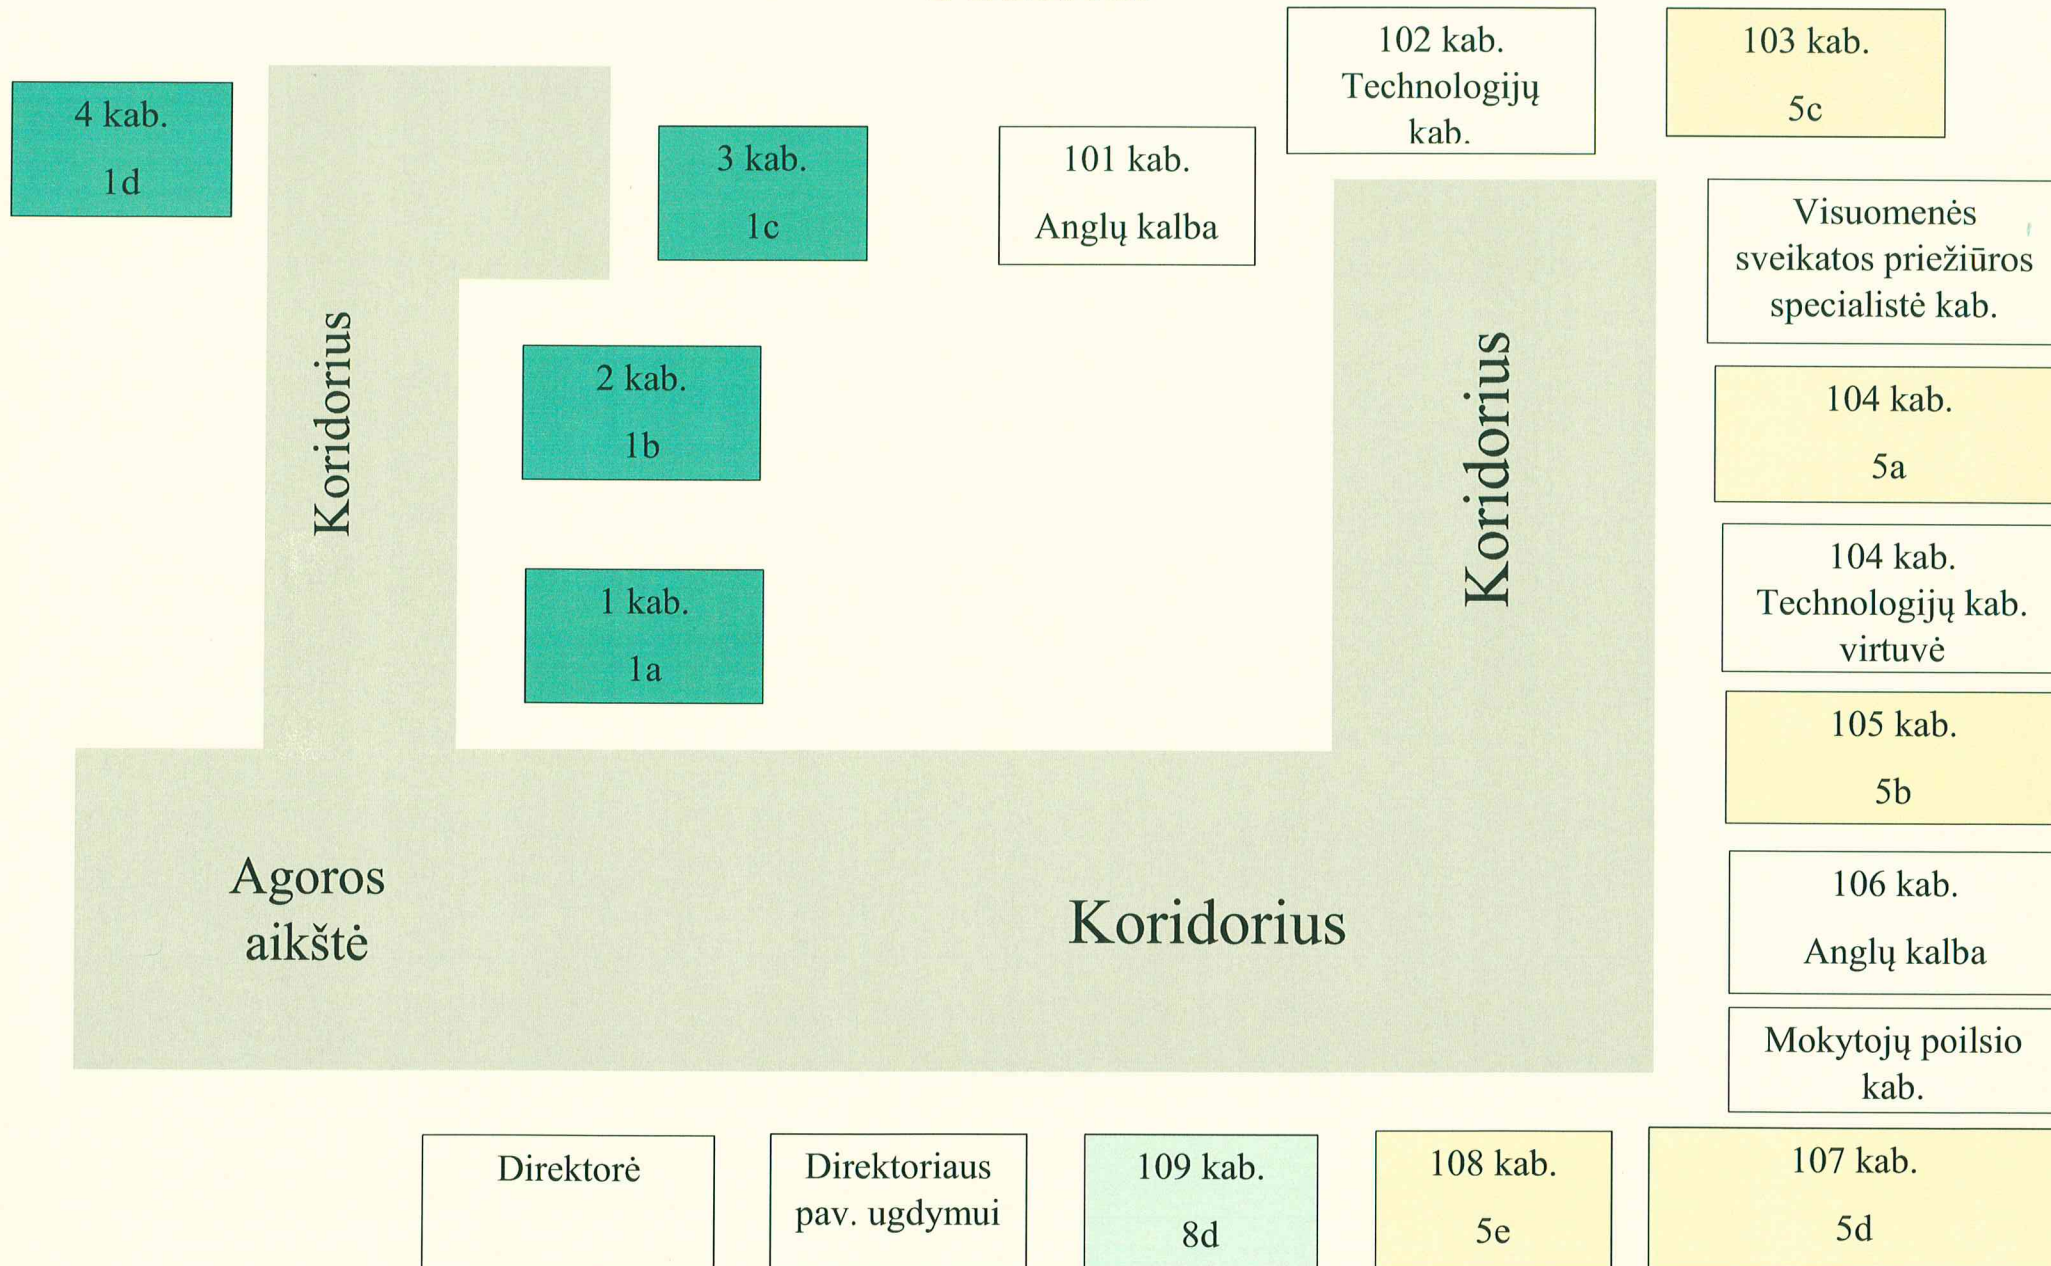 102 kab.
Technologijų
kab.
103 kab.
5c
4 kab.
1d
3 kab.
1c
101 kab.
Anglų kalba
Visuomenės
sveikatos priežiūros
specialistė kab.
Koridorius
2 kab.
1b
Koridorius
104 kab.
5a
1 kab.
1a
104 kab.
Technologijų kab.
virtuvė
105 kab.
5b
Agoros
aikštė
Koridorius
106 kab.
Anglų kalba
Mokytojų poilsio
kab.
Direktorė
Direktoriaus
pav. ugdymui
109 kab.
8d
108 kab.
5e
107 kab.
5d